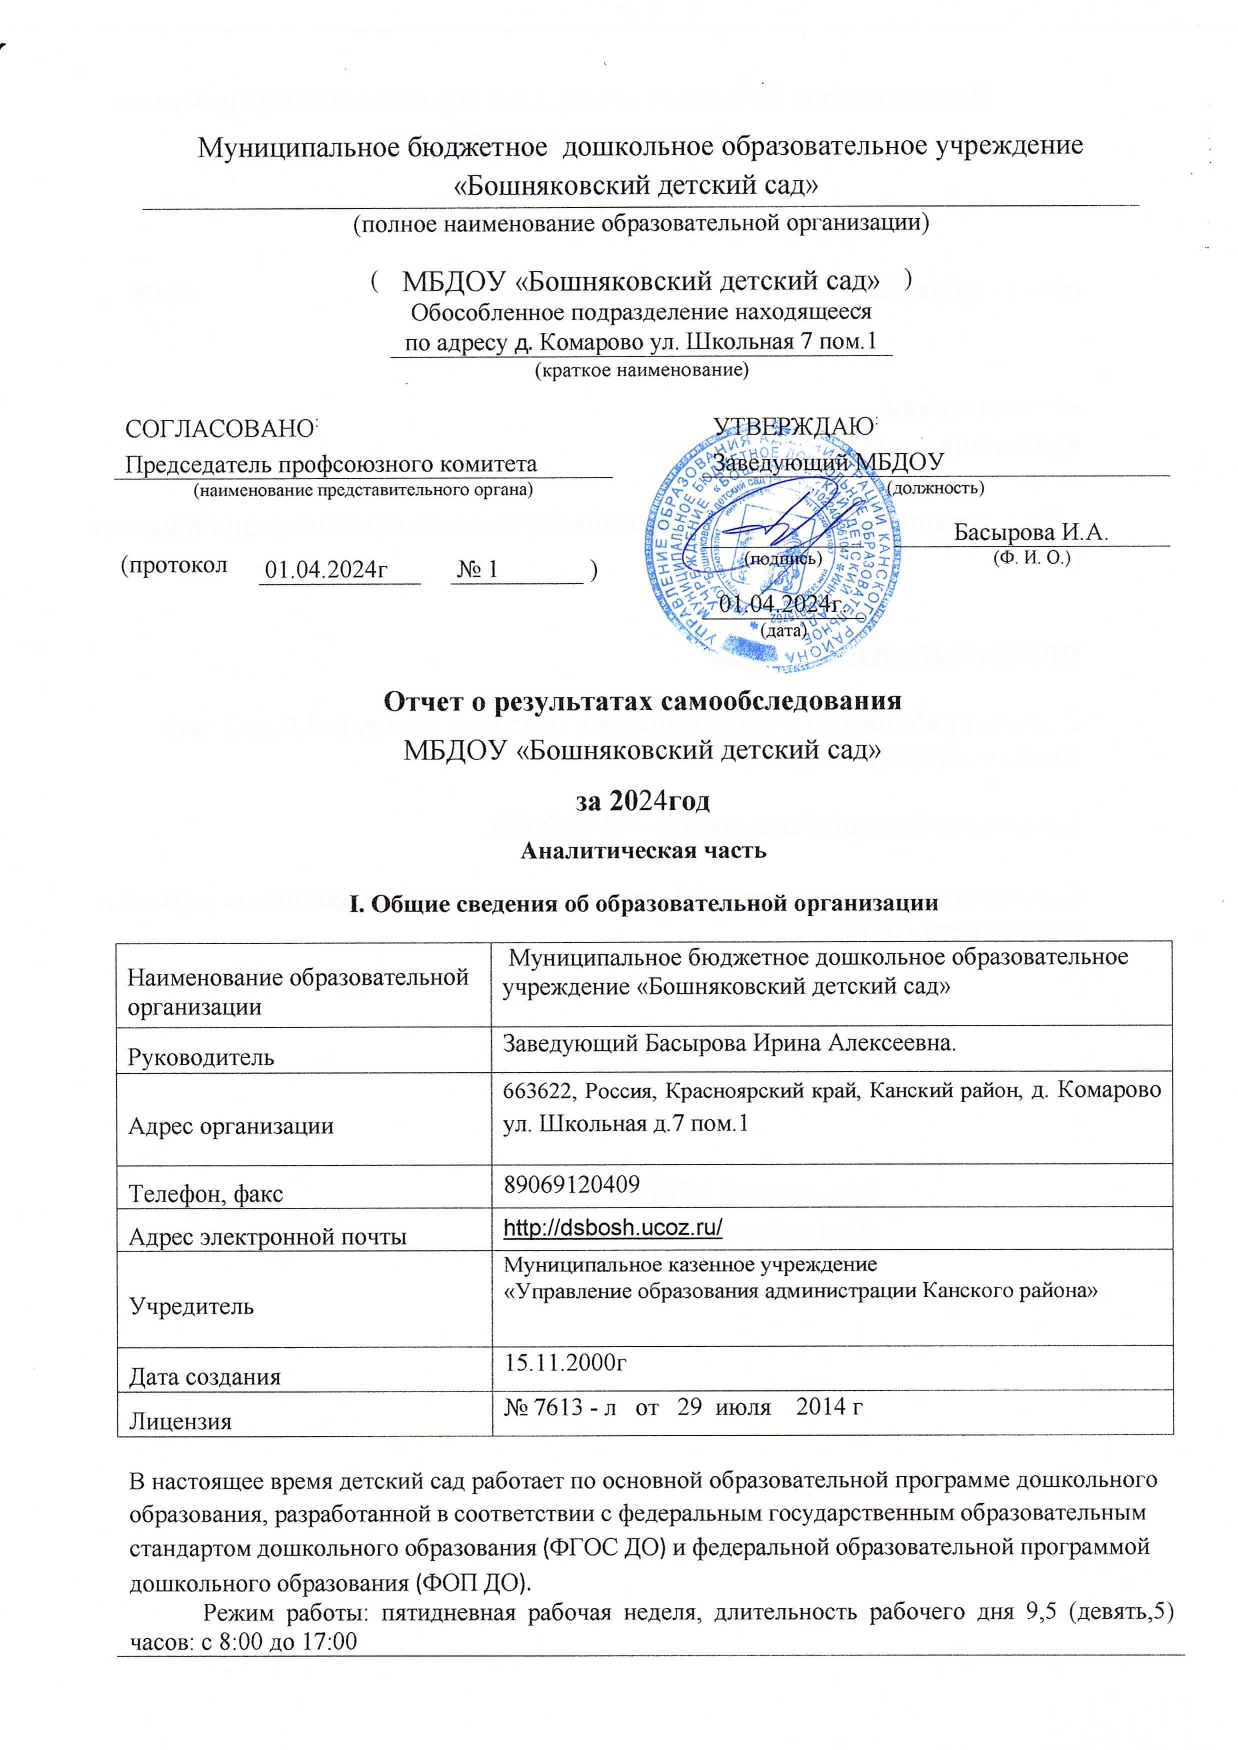 Муниципальное бюджетное дошкольное образовательное учреждение
«Бошняковский детский сад»
(полное наименование образовательной организации)
( МБДОУ «Бошняковский детский сад» )
Обособленное подразделение находящееся
по адресу д. Комарово ул. Школьная 7 пом.1
(краткое наименование)
СОГЛАСОВАНО:
Председатель профсоюзного комитета
(наименование представительного органа)
(протокол 01.04.2024г № 1 )
УТВЕРЖДАЮ:
Заведующий МБДОУ
(должность)
Басырова И.А.
(подпись) (Ф. И. О.)
01.04.2024г.
(дата)
Отчет о результатах самообследования
МБДОУ «Бошняковский детский сад»
за 2024год
Аналитическая часть
I. Общие сведения об образовательной организации
Наименование образовательной
организации
Муниципальное бюджетное дошкольное образовательное
учреждение «Бошняковский детский сад»
Руководитель
Заведующий Басырова Ирина Алексеевна.
Адрес организации
663622, Россия, Красноярский край, Канский район, д. Комарово
ул. Школьная д.7 пом.1
Телефон, факс
89069120409
Адрес электронной почты
http://dsbosh.ucoz.ru/
Учредитель
Муниципальное казенное учреждение
«Управление образования администрации Канского района»
Дата создания
15.11.2000г
Лицензия
№ 7613 - л от 29 июля 2014 г
В настоящее время детский сад работает по основной образовательной программе дошкольного
образования, разработанной в соответствии с федеральным государственным образовательным
стандартом дошкольного образования (ФГОС ДО) и федеральной образовательной программой
дошкольного образования (ФОП ДО).
Режим работы: пятидневная рабочая неделя, длительность рабочего дня 9,5 (девять,5)
часов: с 8:00 до 17:00